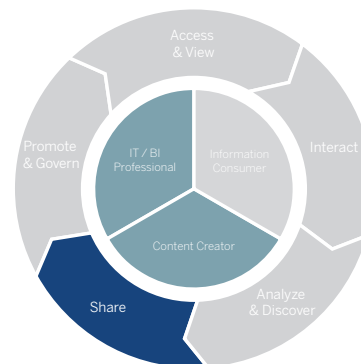 Access
& View
Promote
& Govern
IT / BI
Professional
Information
Consumer
Interact
Content Creator
Share
Analyze
& Discover